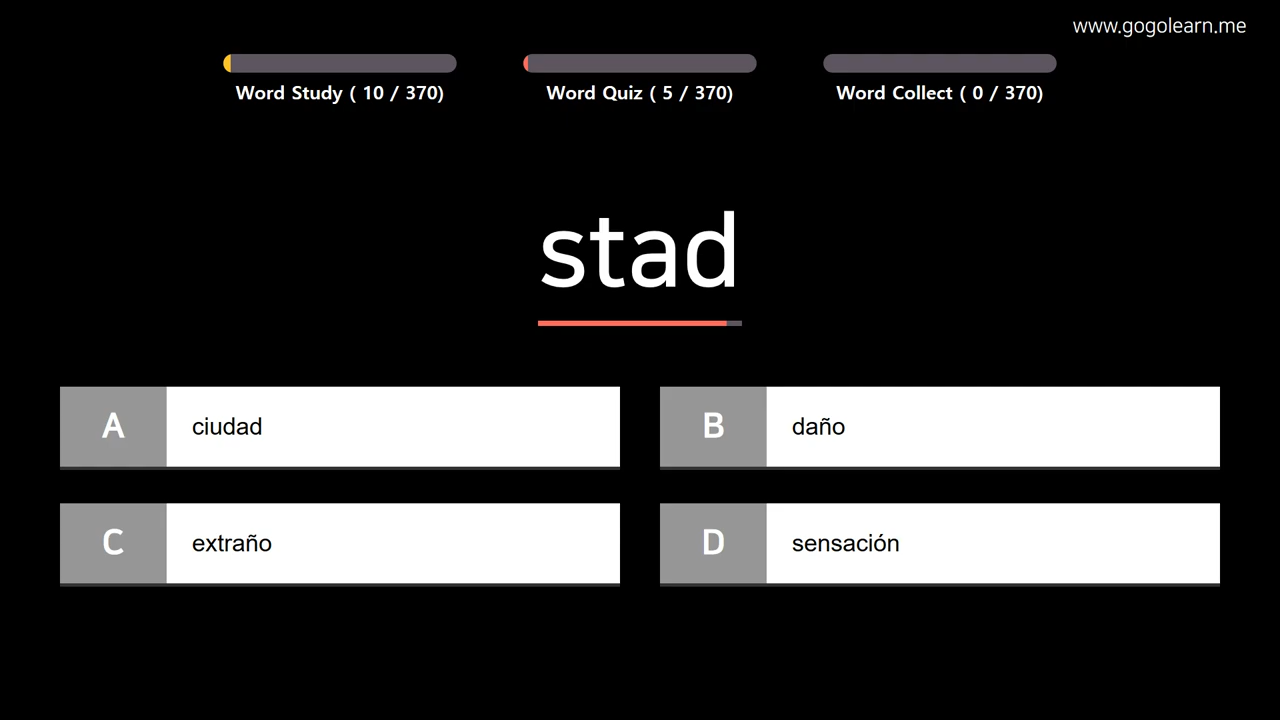 www.gogolearn.me
Word Study ( 10 / 370)
Word Quiz ( 5 / 370)
Word Collect ( 0 / 370)
stad
A ciudad
B daño
C extraño
D sensación